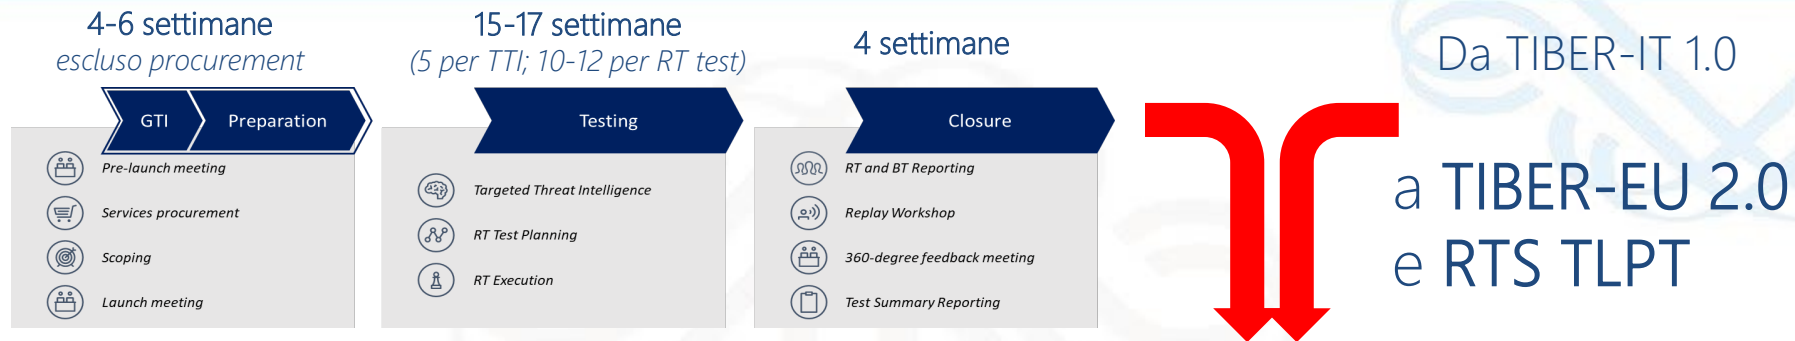 4-6 settimane
escluso procurement
GTI
Preparation
Pre-launch meeting
Services procurement
Scoping
Launch meeting
15-17 settimane
(5 per TTI; 10-12 per RT test)
Testing
Targeted Threat Intelligence
RT Test Planning
RT Execution
4 settimane
Closure
RT and BT Reporting
Replay Workshop
360-degree feedback meeting
Test Summary Reporting
Da TIBER-IT 1.0
a TIBER-EU 2.0
e RTS TLPT